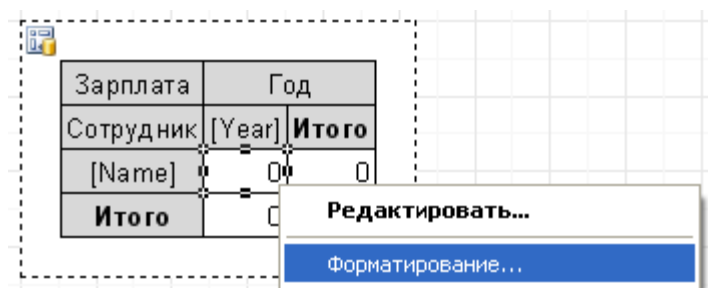 Зарплата Год
Сотрудник [Year] Итого
[Name] 0 0
Итого 0
Редактировать...
Форматирование...